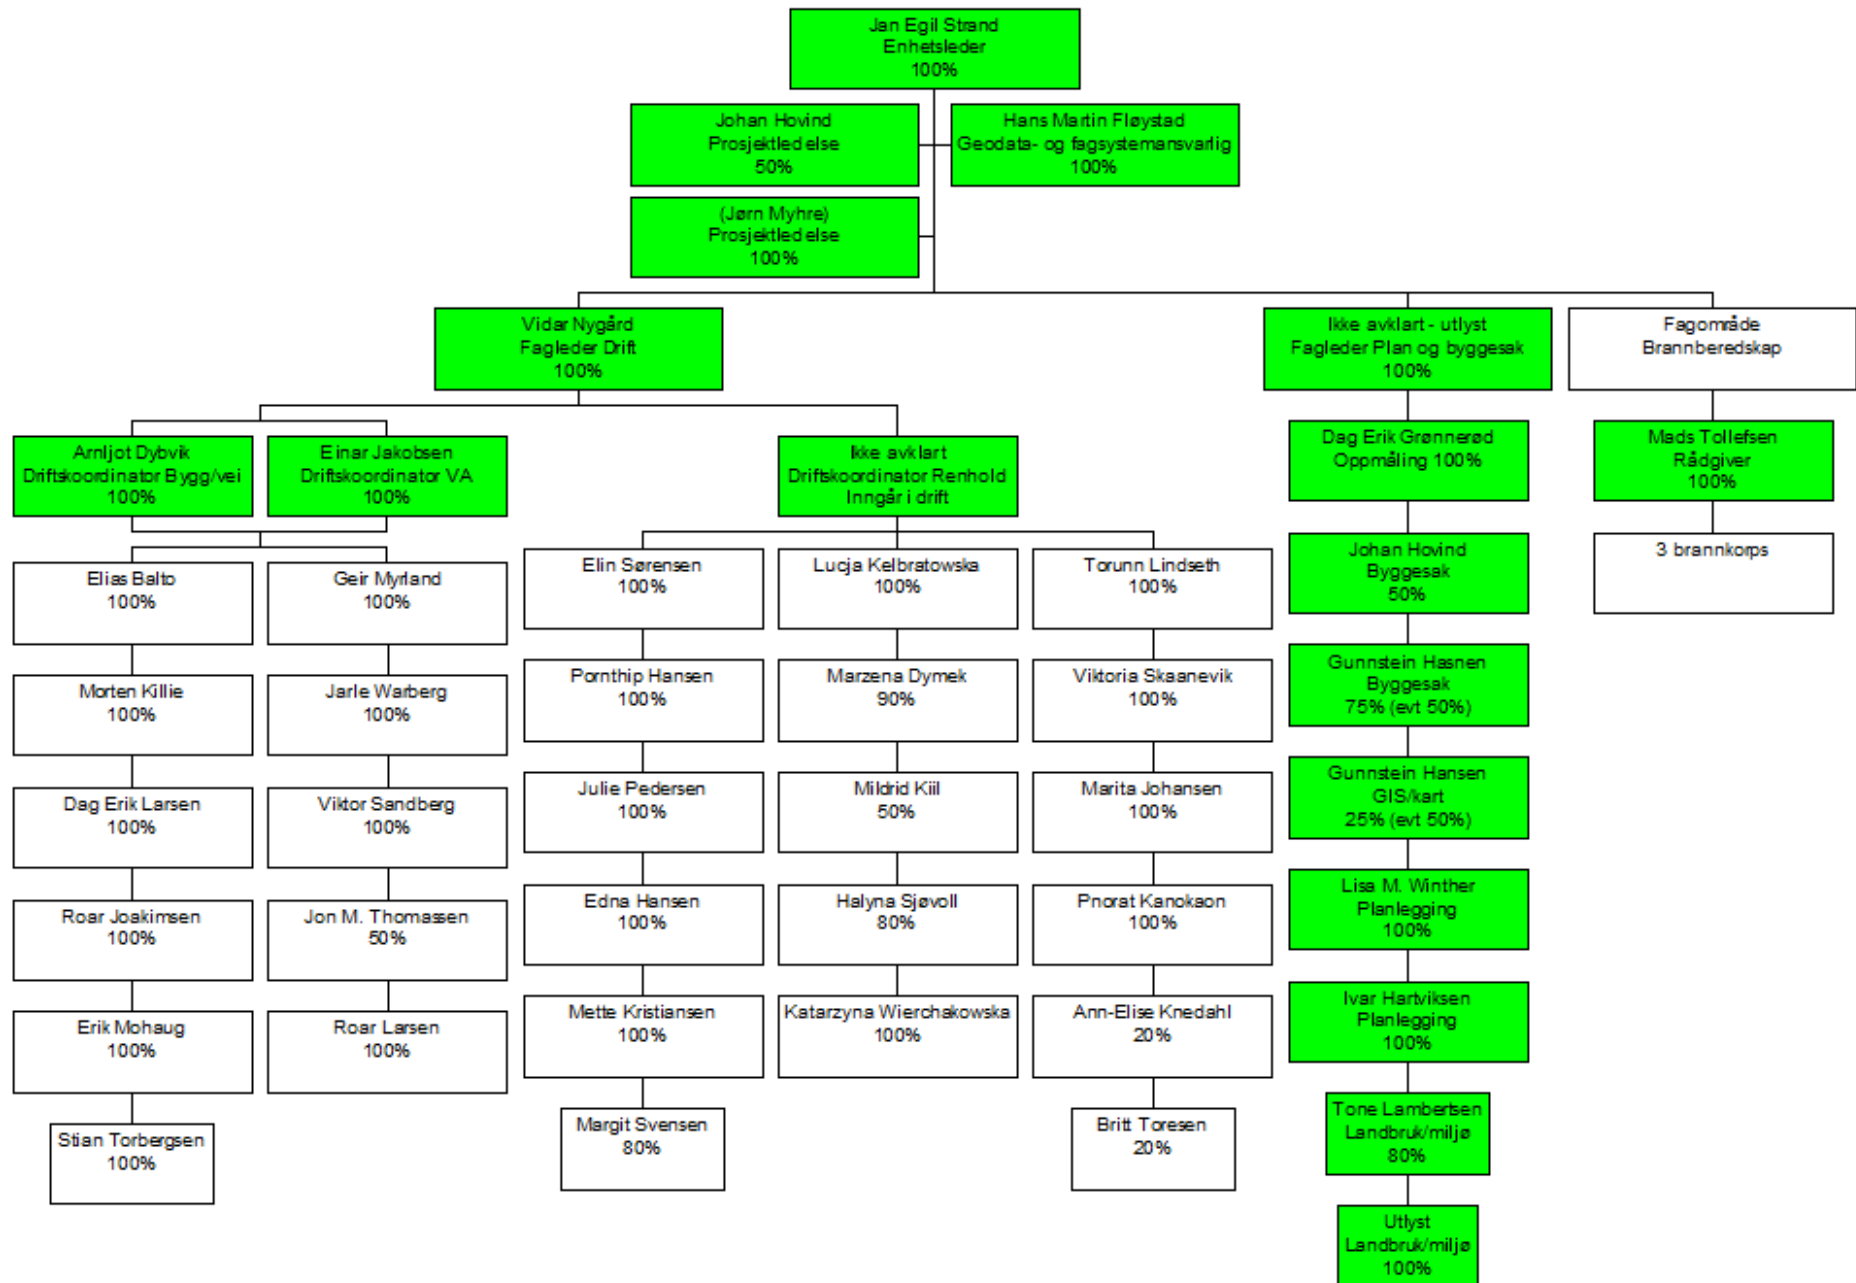 Jan Egil Strand
Enhetsleder
100%
Johan Hovind
Prosjektledelse
50%
Hans Martin Fløystad
Geodata- og fagsystemansvarlig
100%
(Jørn Myhre)
Prosjektledelse
100%
Vidar Nygård
Fagleder Drift
100%
Ikke avklart - utlyst
Fagleder Plan og byggesak
100%
Fagområde
Brannberedskap
Arnljot Dybvik
Driftskoordinator Bygg/vei
100%
Einar Jakobsen
Driftskoordinator VA
100%
Ikke avklart
Driftskoordinator Renhold
Inngår i drift
Dag Erik Grønnerød
Oppmåling 100%
Mads Tollefsen
Rådgiver
100%
Elias Balto
100%
Geir Myrland
100%
Elin Sørensen
100%
Lucja Kelbratowska
100%
Torunn Lindseth
100%
Johan Hovind
Byggesak
50%
3 brannkorps
Morten Killie
100%
Jarle Warberg
100%
Pornthip Hansen
100%
Marzena Dymek
90%
Viktoria Skaanevik
100%
Gunnstein Hasnen
Byggesak
75% (evt 50%)
Dag Erik Larsen
100%
Viktor Sandberg
100%
Julie Pedersen
100%
Mildrid Kiil
50%
Marita Johansen
100%
Gunnstein Hansen
GIS/kart
25% (evt 50%)
Roar Joakimsen
100%
Jon M. Thomassen
50%
Edna Hansen
100%
Halyna Sjøvoll
80%
Pnorat Kanokaon
100%
Lisa M. Winther
Planlegging
100%
Erik Mohaug
100%
Roar Larsen
100%
Mette Kristiansen
100%
Katarzyna Wierchakowska
100%
Ann-Elise Knedahl
20%
Ivar Hartviksen
Planlegging
100%
Stian Torbergsen
100%
Margit Svensen
80%
Britt Toresen
20%
Tone Lambertsen
Landbruk/miljø
80%
Utlyst
Landbruk/miljø
100%